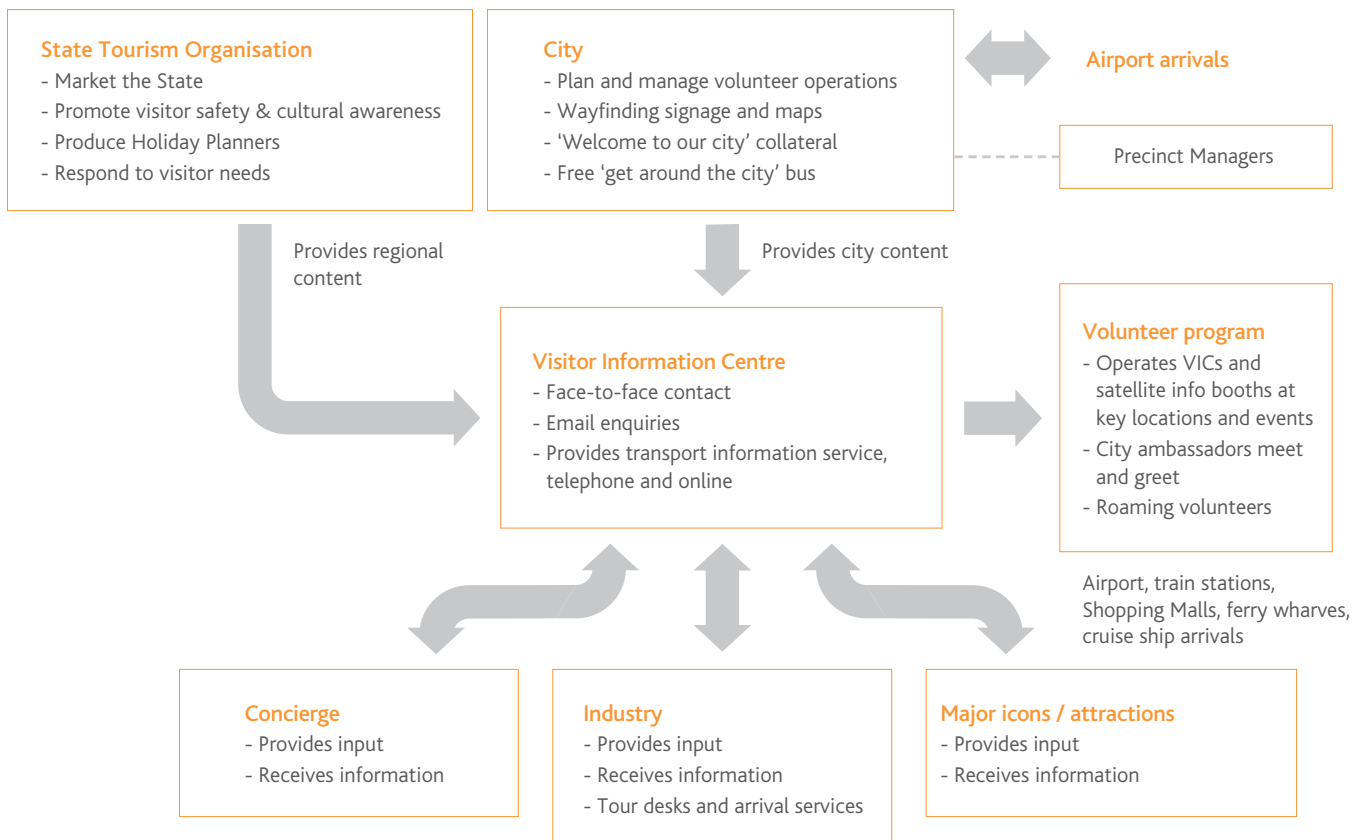 State Tourism Organisation
- Market the State
- Promote visitor safety & cultural awareness
- Produce Holiday Planners
- Respond to visitor needs
City
- Plan and manage volunteer operations
- Wayfinding signage and maps
- ‘Welcome to our city’ collateral
- Free ‘get around the city’ bus
Airport arrivals
Precinct Managers
Provides regional
content
Provides city content
Visitor Information Centre
- Face-to-face contact
- Email enquiries
- Provides transport information service,
telephone and online
Volunteer program
- Operates VICs and
satellite info booths at
key locations and events
- City ambassadors meet
and greet
- Roaming volunteers
Airport, train stations,
Shopping Malls, ferry wharves,
cruise ship arrivals
Concierge
- Provides input
- Receives information
Industry
- Provides input
- Receives information
- Tour desks and arrival services
Major icons / attractions
- Provides input
- Receives information